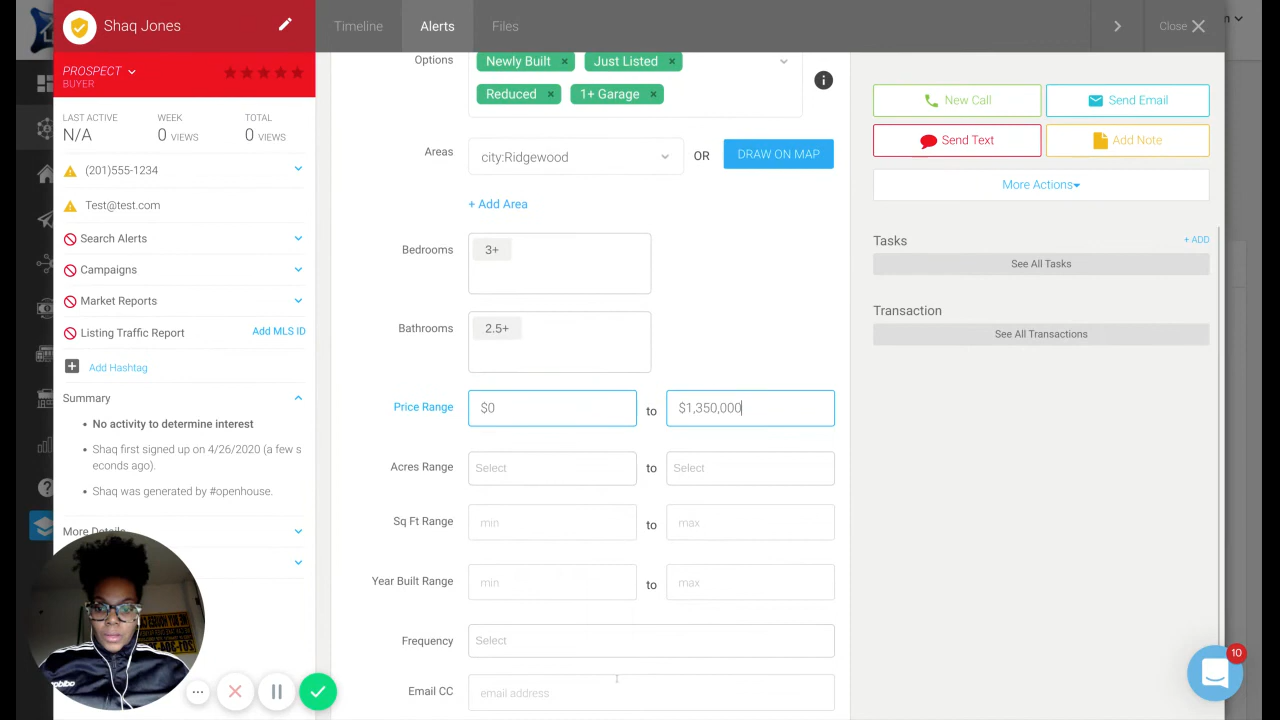 Shaq Jones
Timeline
Alerts
Files
Close
PROSPECT
BUYER
LAST ACTIVE
N/A
WEEK
0 VIEWS
TOTAL
0 VIEWS
(201)555-1234
Test@test.com
Search Alerts
Campaigns
Market Reports
Listing Traffic Report
Add MLS ID
Add Hashtag
Summary
No activity to determine interest
Shaq first signed up on 4/26/2020 (a few s
econds ago).
Shaq was generated by #openhouse.
More Details
Options
Newly Built ×
Just Listed ×
Reduced ×
1+ Garage ×
Areas
city:Ridgewood
OR
DRAW ON MAP
+ Add Area
Bedrooms
3+
Bathrooms
2.5+
Price Range
$0
to
$1,350,000
Acres Range
Select
to
Select
Sq Ft Range
min
to
max
Year Built Range
min
to
max
Frequency
Select
Email CC
email address
New Call
Send Email
Send Text
Add Note
More Actions
Tasks
+ ADD
See All Tasks
Transaction
See All Transactions
10